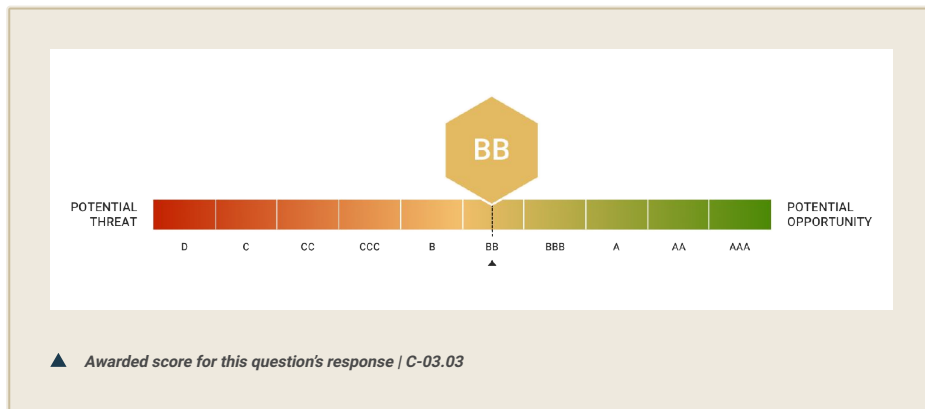 BB
POTENTIAL
THREAT
POTENTIAL
OPPORTUNITY
D C CC CCC B BB BBB A AA AAA
Awarded score for this question's response | C-03.03